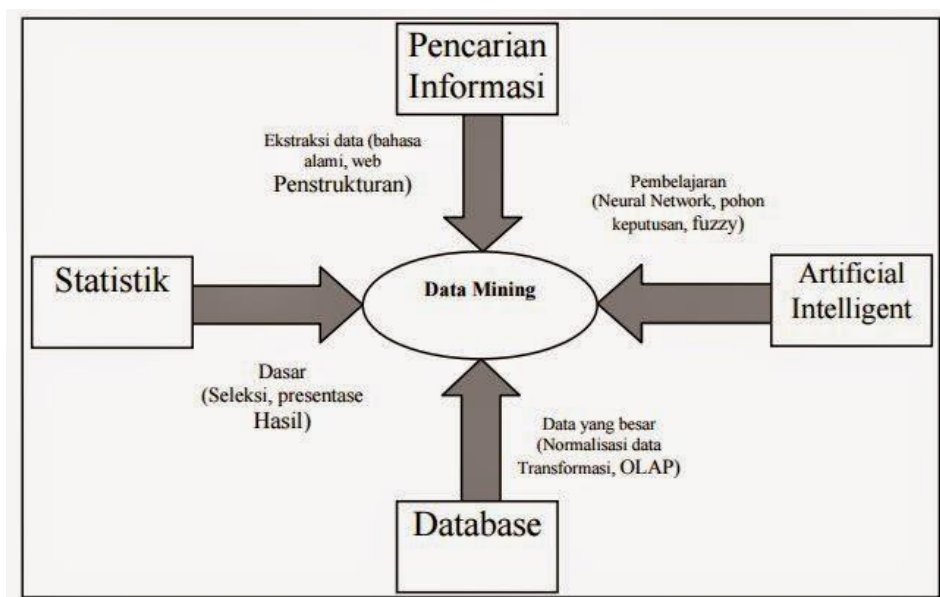 Pencarian
Informasi
Ekstraksi data (bahasa
alami, web
Penstrukturan)
Pembelajaran
(Neural Network, pohon
keputusan, fuzzy)
Statistik
Data Mining
Artificial
Intelligent
Dasar
(Seleksi, presentase
Hasil)
Data yang besar
(Normalisasi data
Transformasi, OLAP)
Database